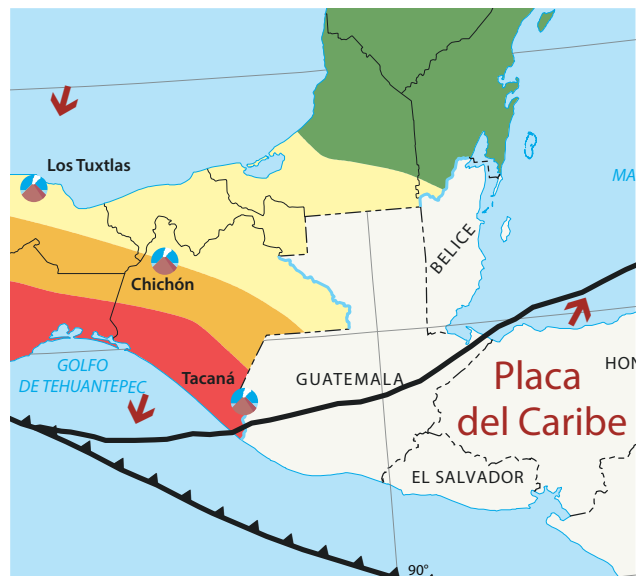 Los Tuxtlas
MA
BELICE
Chichón
GOLFO
DE TEHUANTEPEC
Tacaná
GUATEMALA
HON
Placa
del Caribe
EL SALVADOR
90°